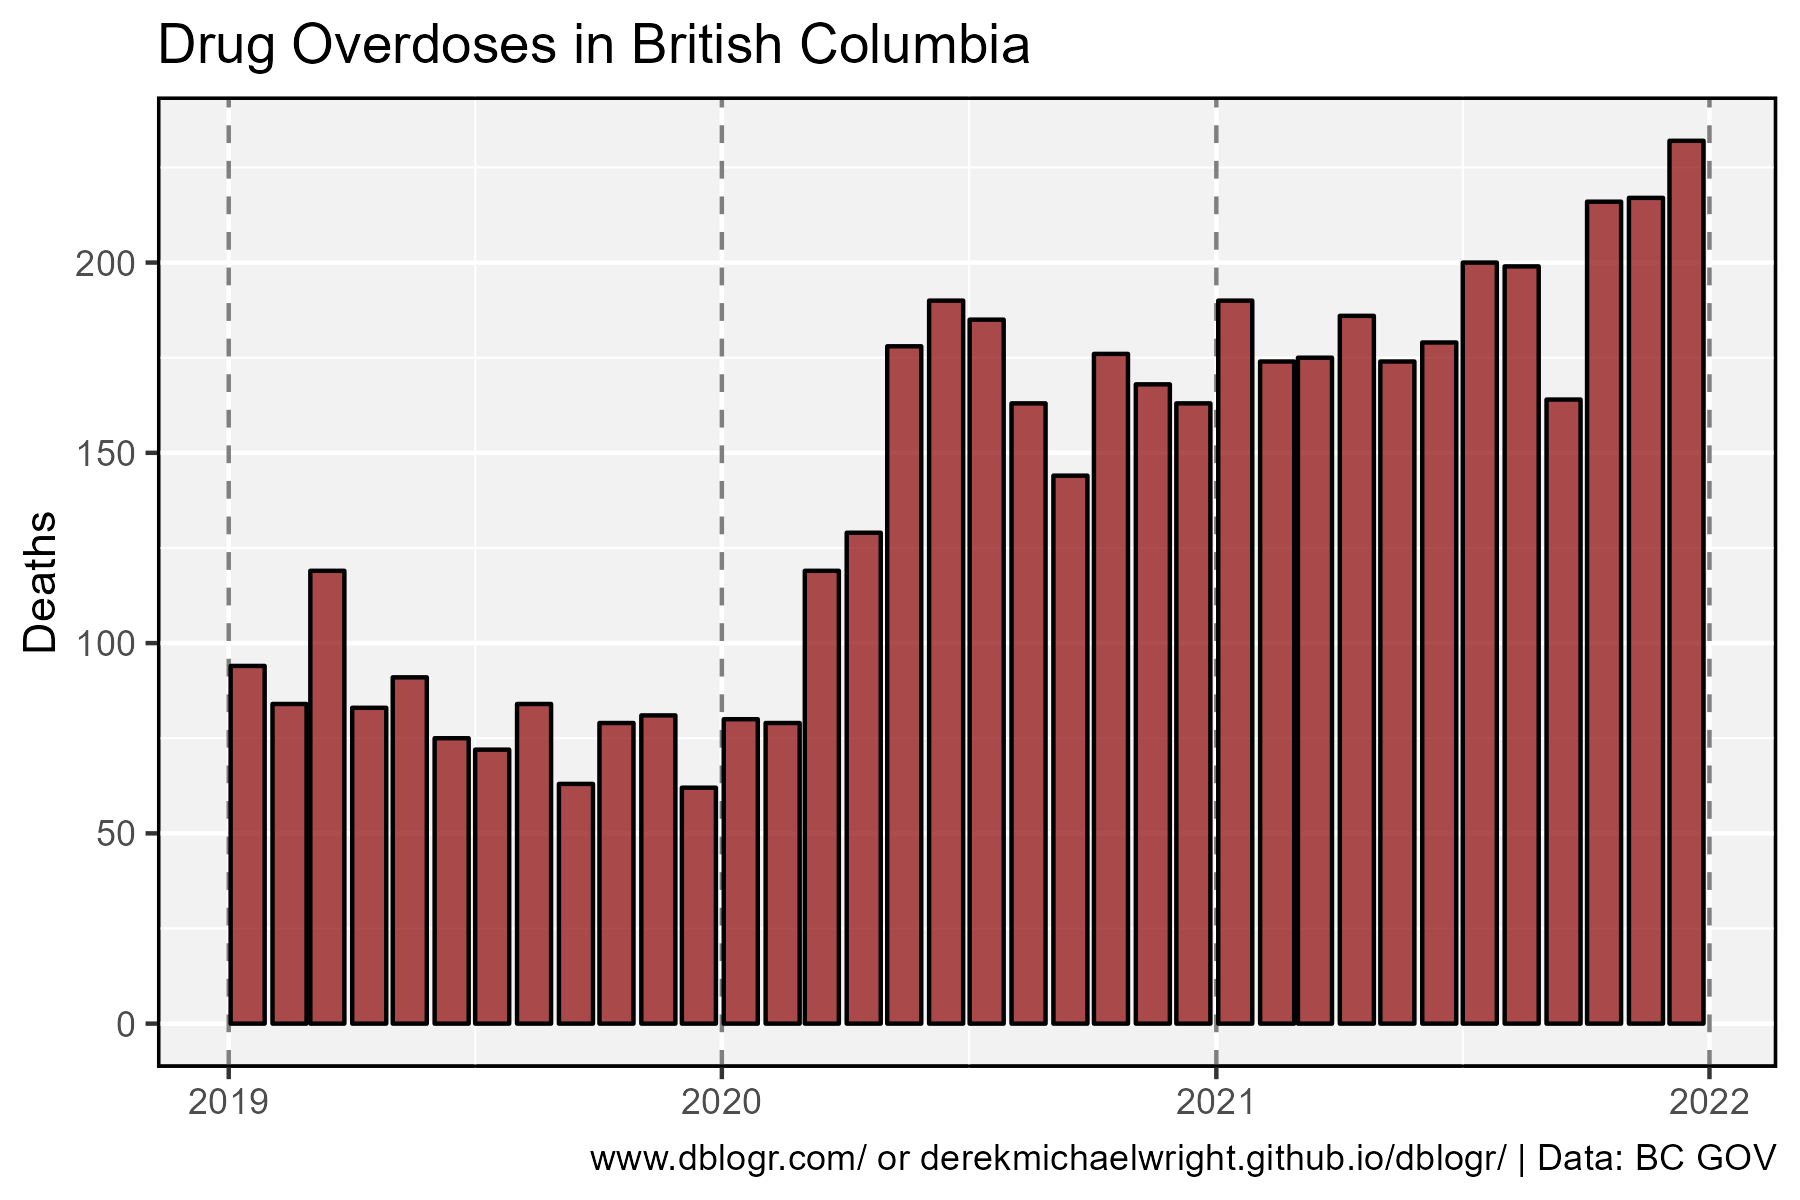 Drug Overdoses in British Columbia
Deaths
200
150
100
50
0
2019 2020 2021 2022
www.dblogr.com/ or derekmichaelwright.github.io/dblogr/ | Data: BC GOV